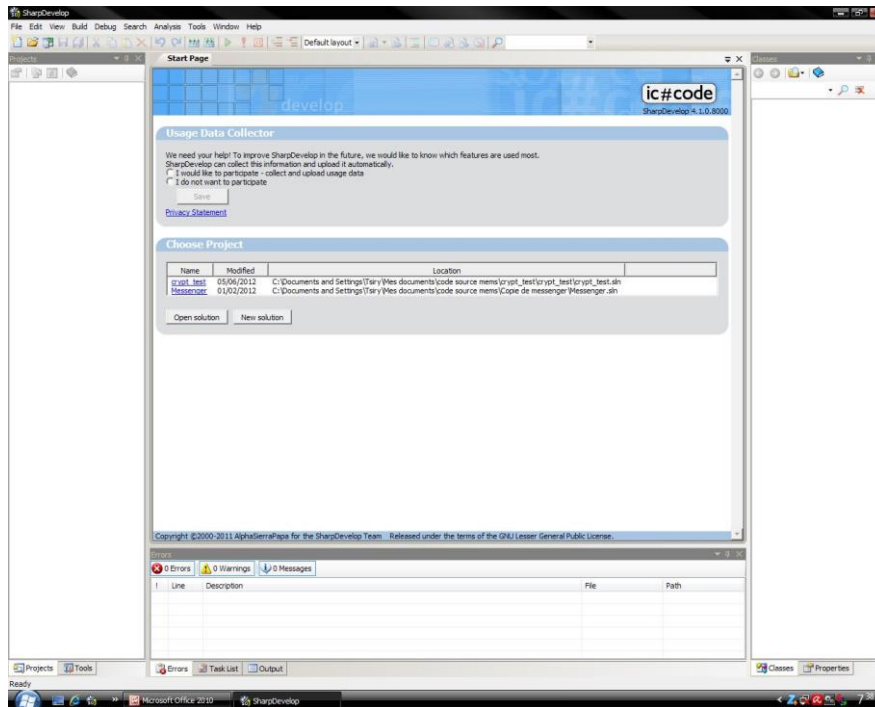 SharpDevelop
File Edit View Build Debug Search Analysis Tools Window Help
Default layout
Projects
Start Page
Classes
develop
ic#code
SharpDevelop 4.1.0.8000
Usage Data Collector
We need your help! To improve SharpDevelop in the future, we would like to know which features are used most.
SharpDevelop can collect this information and upload it automatically.
I would like to participate - collect and upload usage data
I do not want to participate
Save
Privacy Statement
Choose Project
Name Modified Location
crypt_test 05/06/2012 C:\Documents and Settings\Tsiry\Mes documents\code source mems\crypt_test\crypt_test\crypt_test.sln
Messenger 01/02/2012 C:\Documents and Settings\Tsiry\Mes documents\code source mems\Copie de messenger\Messenger.sln
Open solution New solution
Copyright ©2000-2011 AlphaSierraPapa for the SharpDevelop Team Released under the terms of the GNU Lesser General Public License.
Errors
0 Errors 0 Warnings 0 Messages
! Line Description File Path
Projects Tools Errors Task List Output Classes Properties
Ready
Microsoft Office 2010 SharpDevelop